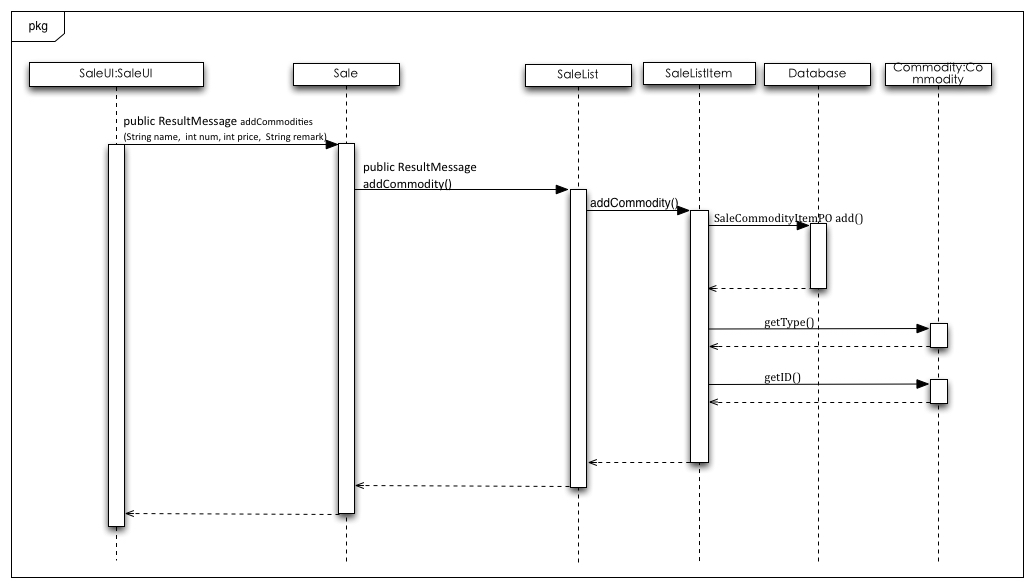 pkg
SaleUI:SaleUI
Sale
SaleList
SaleListItem
Database
Commodity:Co
mmodity
public ResultMessage addCommodities
(String name, int num, int price, String remark)
public ResultMessage
addCommodity()
addCommodity()
SaleCommodityItemPO add()
getType()
getID()